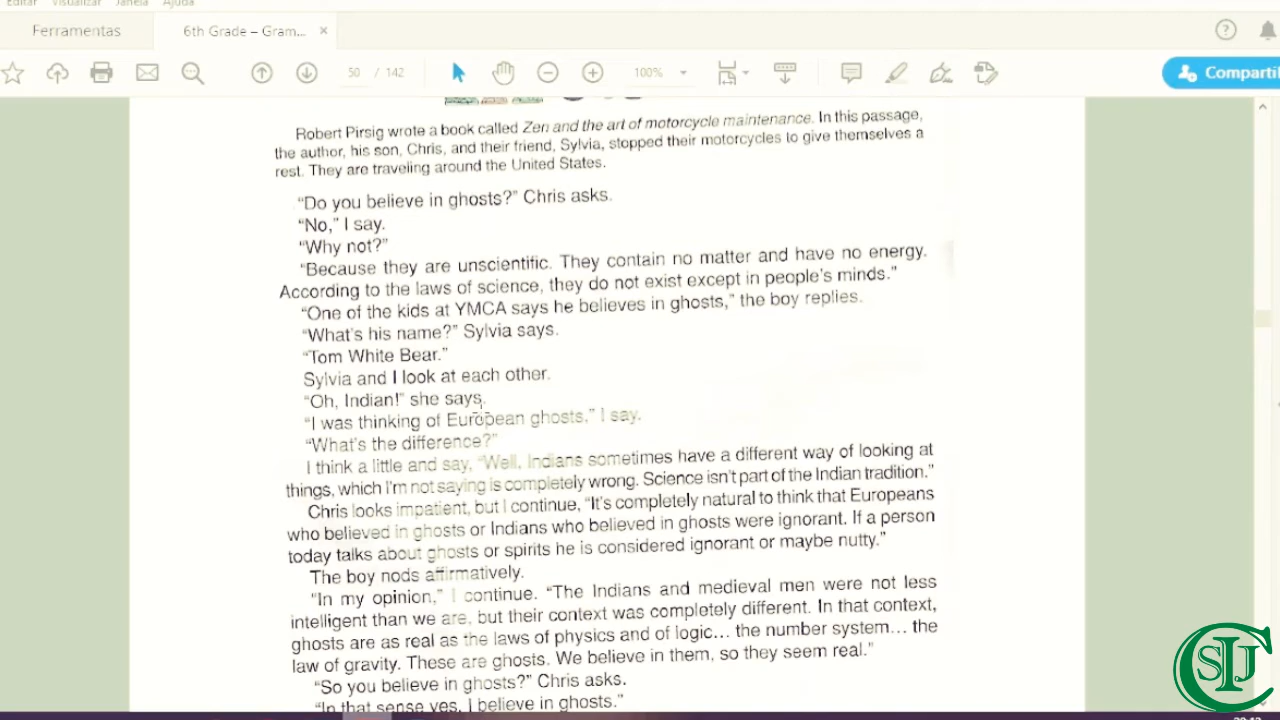 Editar Visualizar Janela Ajuda
Ferramentas 6th Grade – Gram... ×
50 / 142 100% Compartil
Robert Pirsig wrote a book called Zen and the art of motorcycle maintenance. In this passage,
the author, his son, Chris, and their friend, Sylvia, stopped their motorcycles to give themselves a
rest. They are traveling around the United States.
“Do you believe in ghosts?” Chris asks.
“No,” I say.
“Why not?”
“Because they are unscientific. They contain no matter and have no energy.
According to the laws of science, they do not exist except in people's minds.”
“One of the kids at YMCA says he believes in ghosts,” the boy replies.
“What's his name?” Sylvia says.
“Tom White Bear.”
Sylvia and I look at each other.
“Oh, Indian!” she says.
“I was thinking of European ghosts,” I say.
“What's the difference?”
I think a little and say, “Well, Indians sometimes have a different way of looking at
things, which I'm not saying is completely wrong. Science isn't part of the Indian tradition.”
Chris looks impatient, but I continue, “It's completely natural to think that Europeans
who believed in ghosts or Indians who believed in ghosts were ignorant. If a person
today talks about ghosts or spirits he is considered ignorant or maybe nutty.”
The boy nods affirmatively.
“In my opinion,” I continue. “The Indians and medieval men were not less
intelligent than we are, but their context was completely different. In that context,
ghosts are as real as the laws of physics and of logic... the number system... the
law of gravity. These are ghosts. We believe in them, so they seem real.”
“So you believe in ghosts?” Chris asks.
“In that sense yes, I believe in ghosts.”
CSIJ